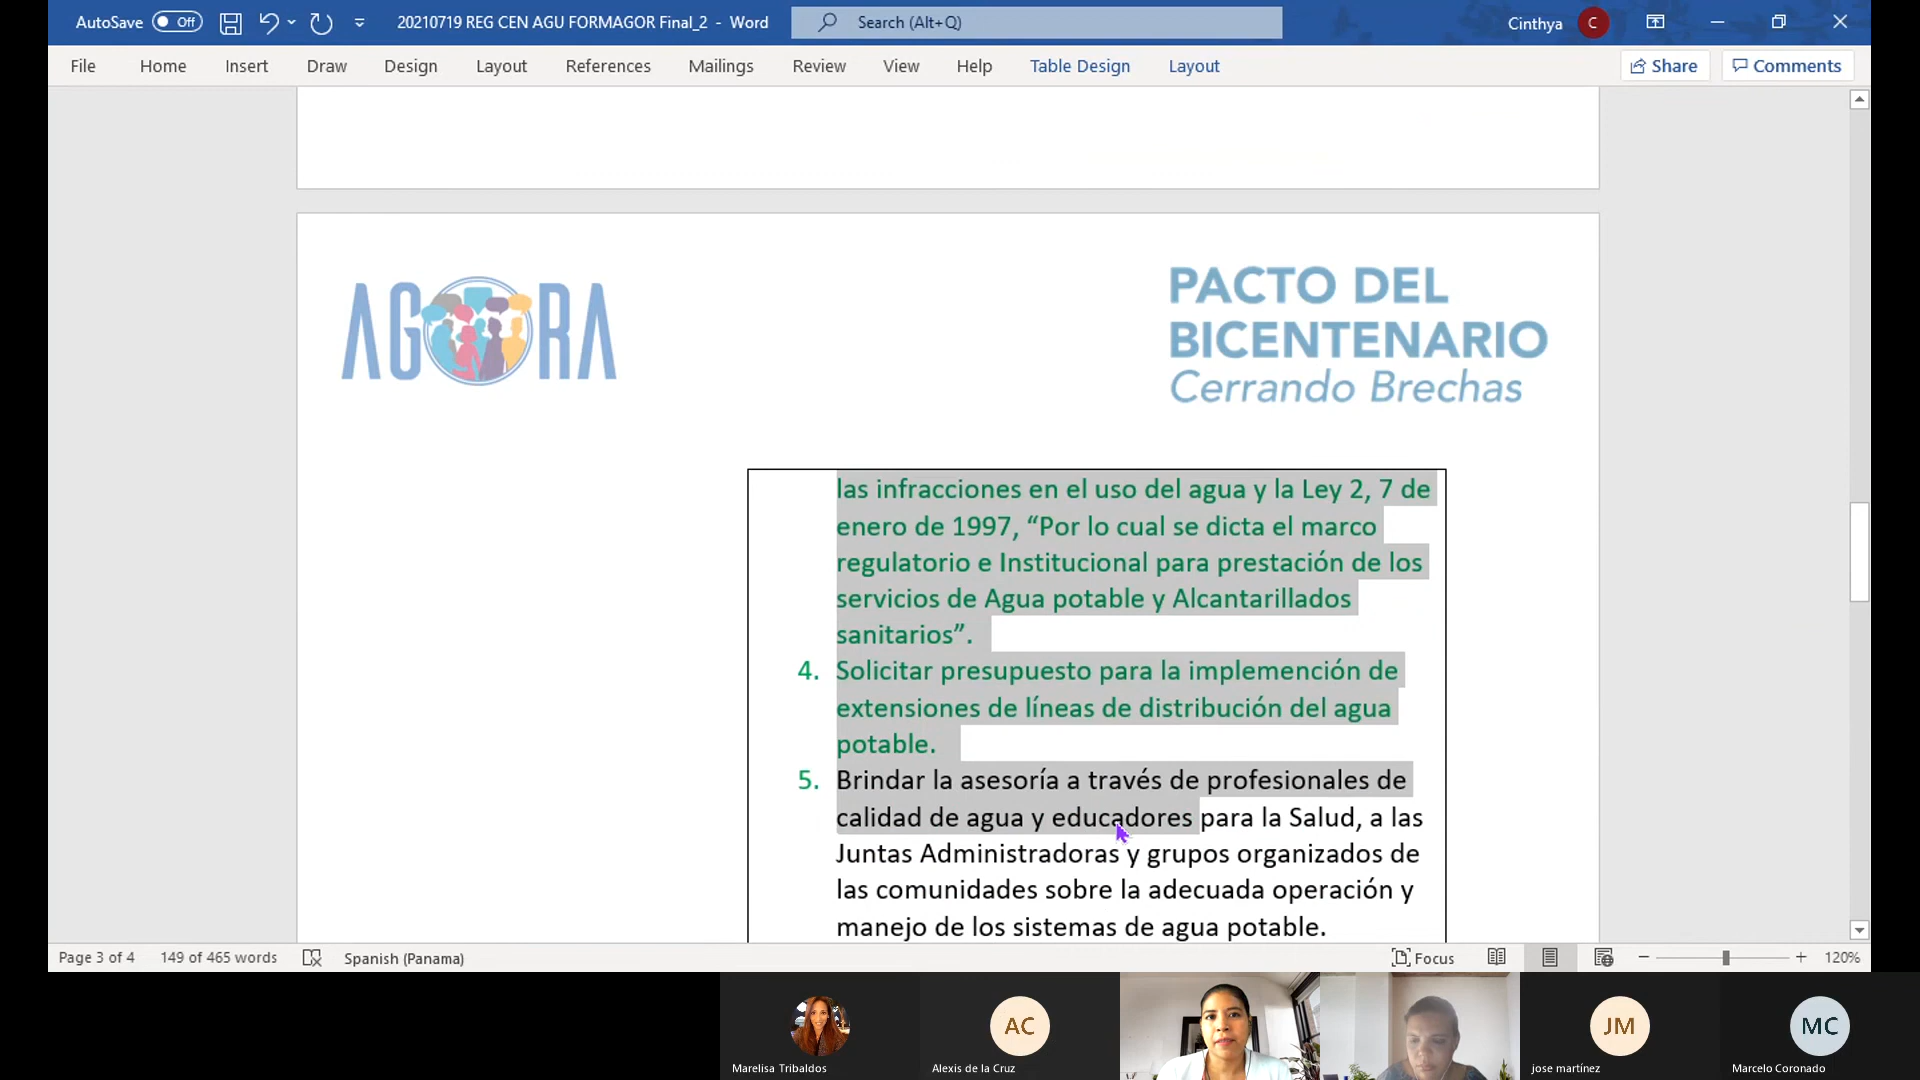 AutoSave Off 20210719 REG CEN AGU FORMAGOR Final_2 - Word Search (Alt+Q) Cinthya C
File Home Insert Draw Design Layout References Mailings Review View Help Table Design Layout Share Comments
AGORA
PACTO DEL
BICENTENARIO
Cerrando Brechas
las infracciones en el uso del agua y la Ley 2, 7 de
enero de 1997, “Por lo cual se dicta el marco
regulatorio e Institucional para prestación de los
servicios de Agua potable y Alcantarillados
sanitarios”.
4. Solicitar presupuesto para la implemención de
extensiones de líneas de distribución del agua
potable.
5. Brindar la asesoría a través de profesionales de
calidad de agua y educadores para la Salud, a las
Juntas Administradoras y grupos organizados de
las comunidades sobre la adecuada operación y
manejo de los sistemas de agua potable.
Page 3 of 4 149 of 465 words Spanish (Panama) Focus 120%
AC JM MC
Marelisa Tribaldos Alexis de la Cruz jose martínez Marcelo Coronado